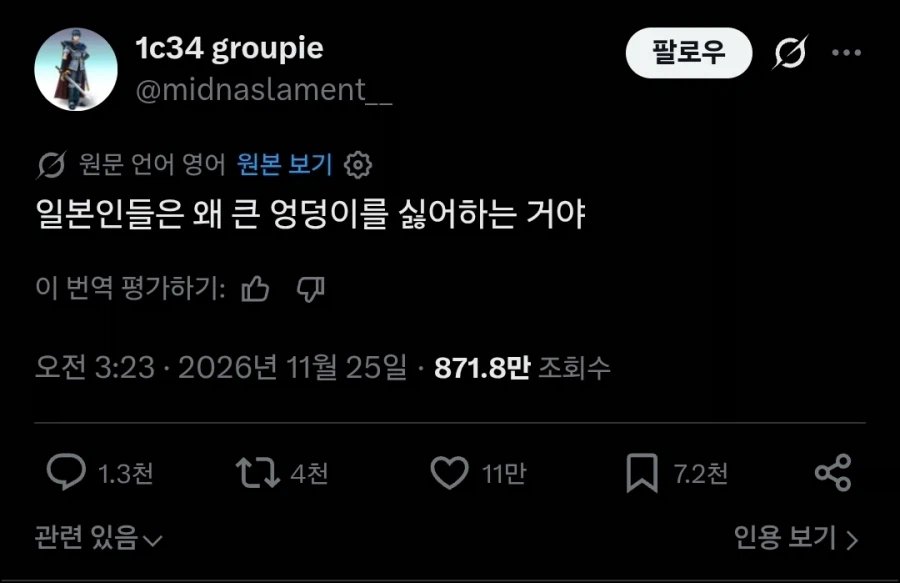 1c34 groupie
팔로우
@midnaslament__
원문 언어 영어 원본 보기
일본인들은 왜 큰 엉덩이를 싫어하는 거야
이 번역 평가하기:
오전 3:23 · 2026년 11월 25일 · 871.8만 조회수
1.3천 4천 11만 7.2천
관련 있음
인용 보기